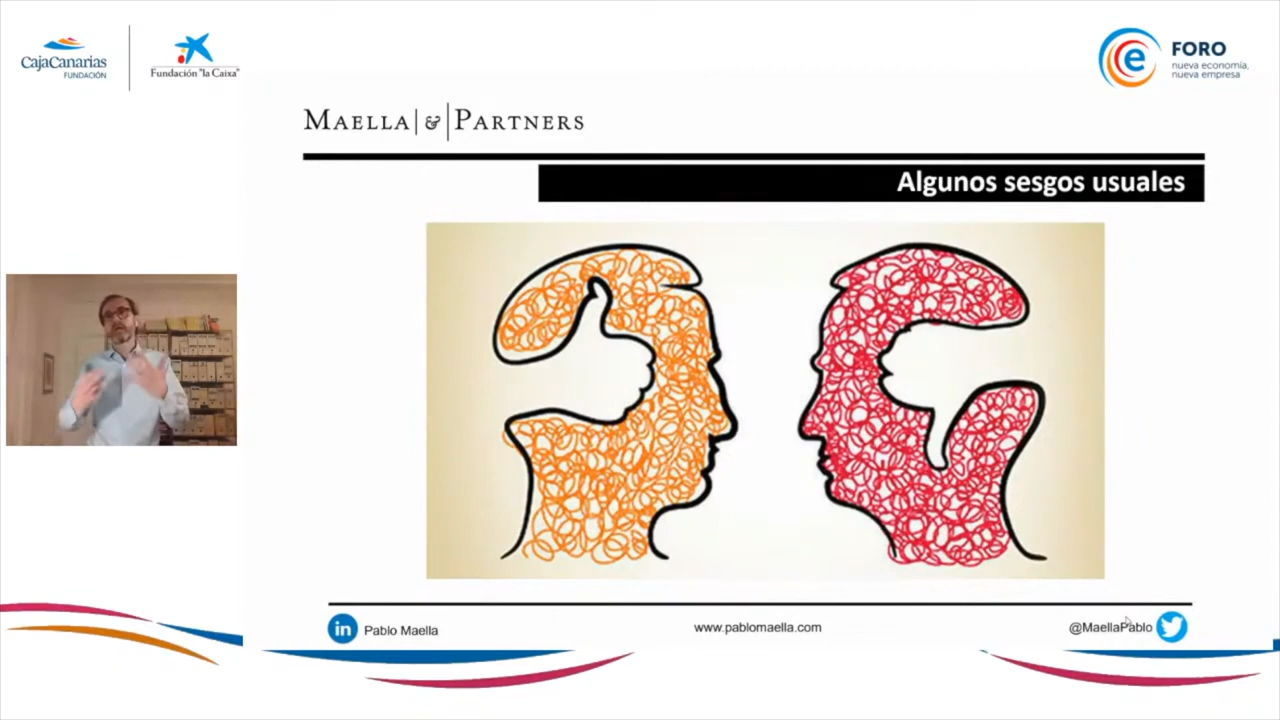 CajaCanarias
FUNDACIÓN
Fundación "la Caixa"
e
FORO
nueva economía,
nueva empresa
MAELLA & PARTNERS
Algunos sesgos usuales
in
Pablo Maella
www.pablomaella.com
@MaellaPablo